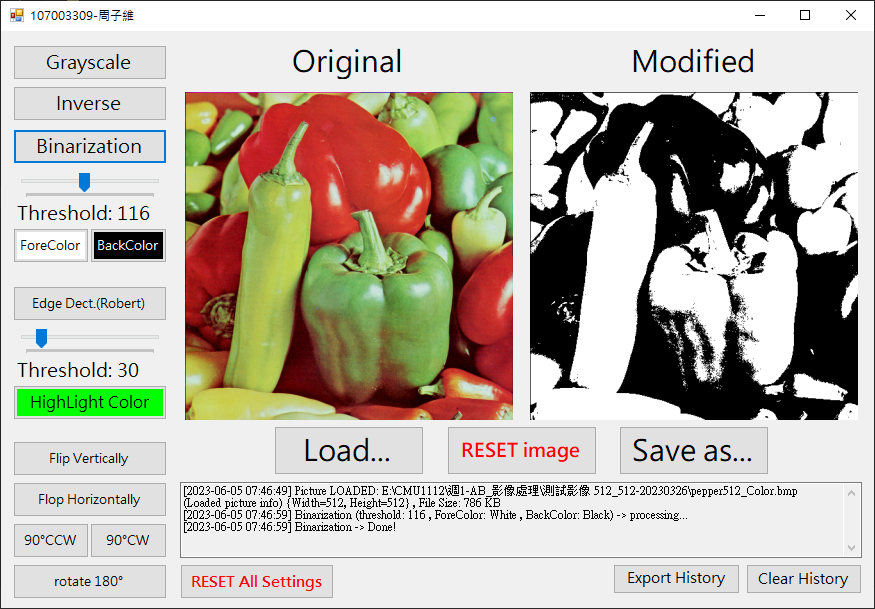 107003309-周子維
Original
Modified
Grayscale
Inverse
Binarization
Threshold: 116
ForeColor
BackColor
Edge Dect.(Robert)
Threshold: 30
HighLight Color
Flip Vertically
Flop Horizontally
90°CCW
90°CW
rotate 180°
Load...
RESET image
Save as...
[2023-06-05 07:46:49] Picture LOADED: E:\CMU1112\週1-AB_影像處理\測試影像 512_512-20230326\pepper512_Color.bmp
(Loaded picture info) {Width=512, Height=512} , File Size: 786 KB
[2023-06-05 07:46:59] Binarization (threshold: 116 , ForeColor: White , BackColor: Black) -> processing...
[2023-06-05 07:46:59] Binarization -> Done!
RESET All Settings
Export History
Clear History